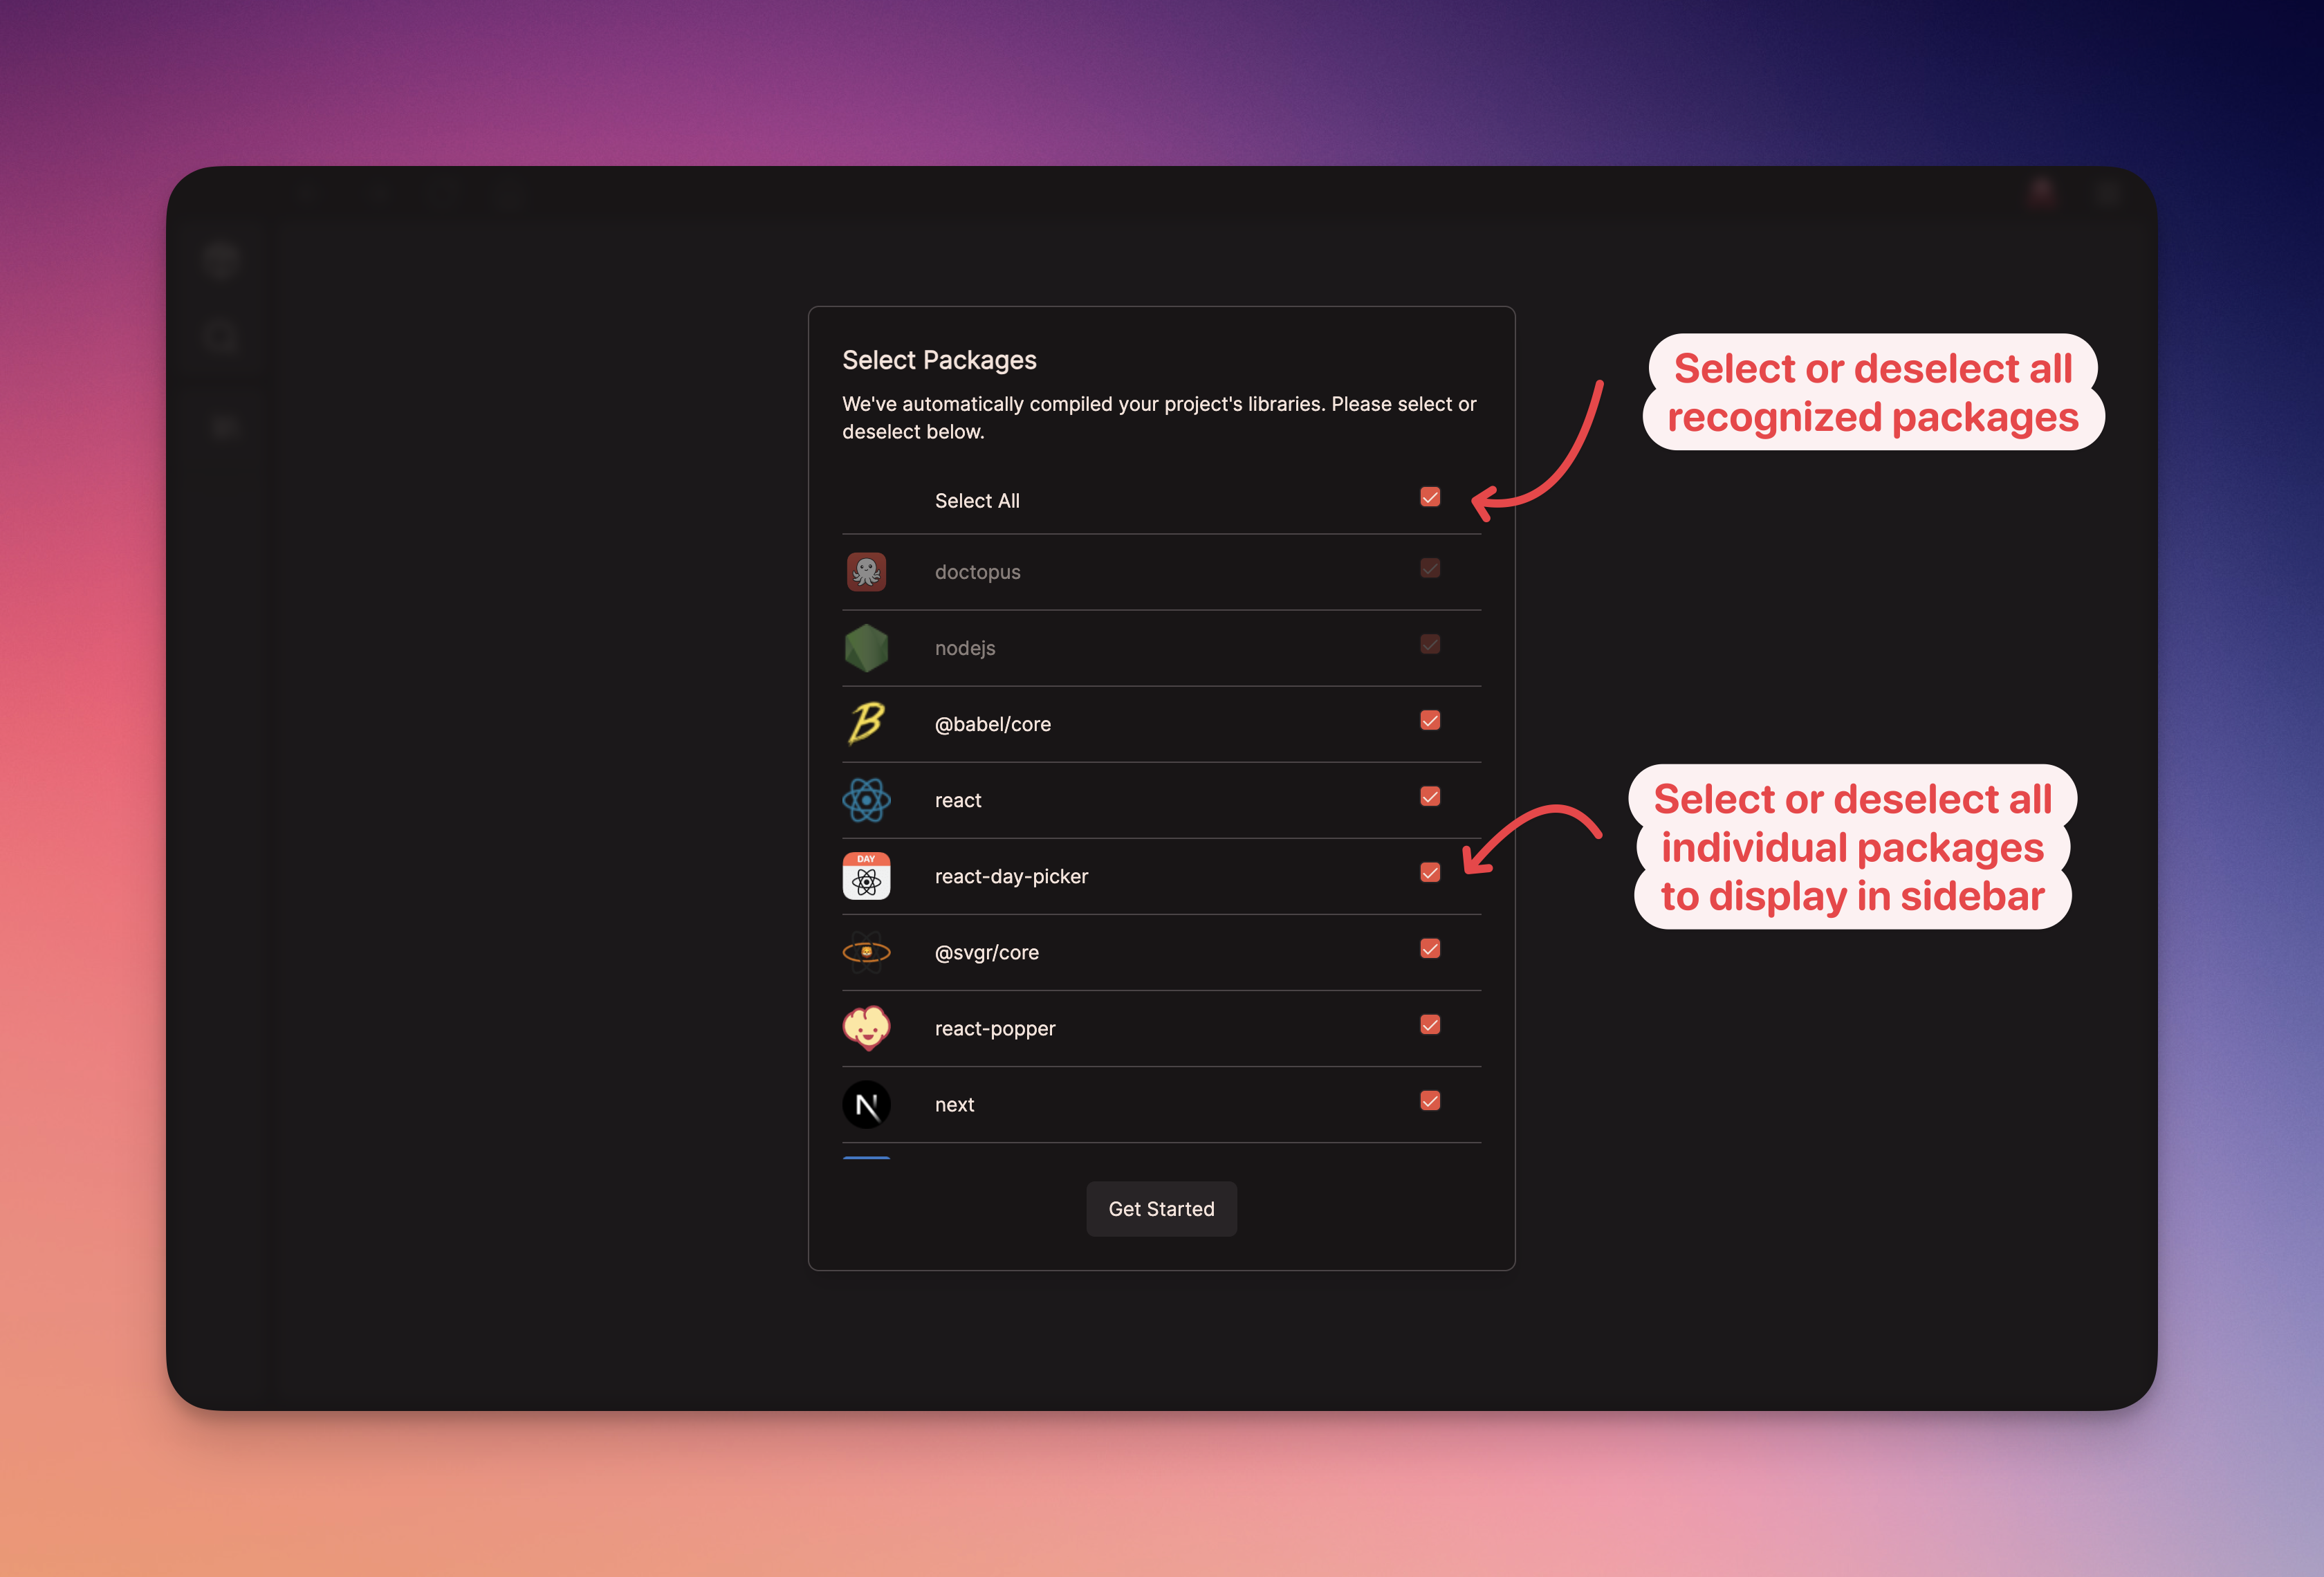 Select Packages
We've automatically compiled your project's libraries. Please select or
deselect below.
Select All
doctopus
nodejs
@babel/core
react
DAY
react-day-picker
@svgr/core
react-popper
N
next
Get Started
Select or deselect all
recognized packages
Select or deselect all
individual packages
to display in sidebar